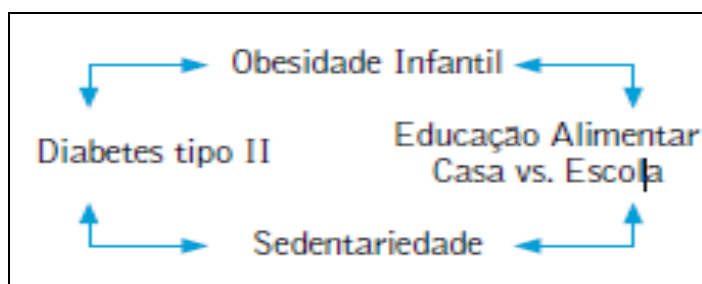 Obesidade Infantil
Diabetes tipo II
Educação Alimentar
Casa vs. Escola
Sedentariedade